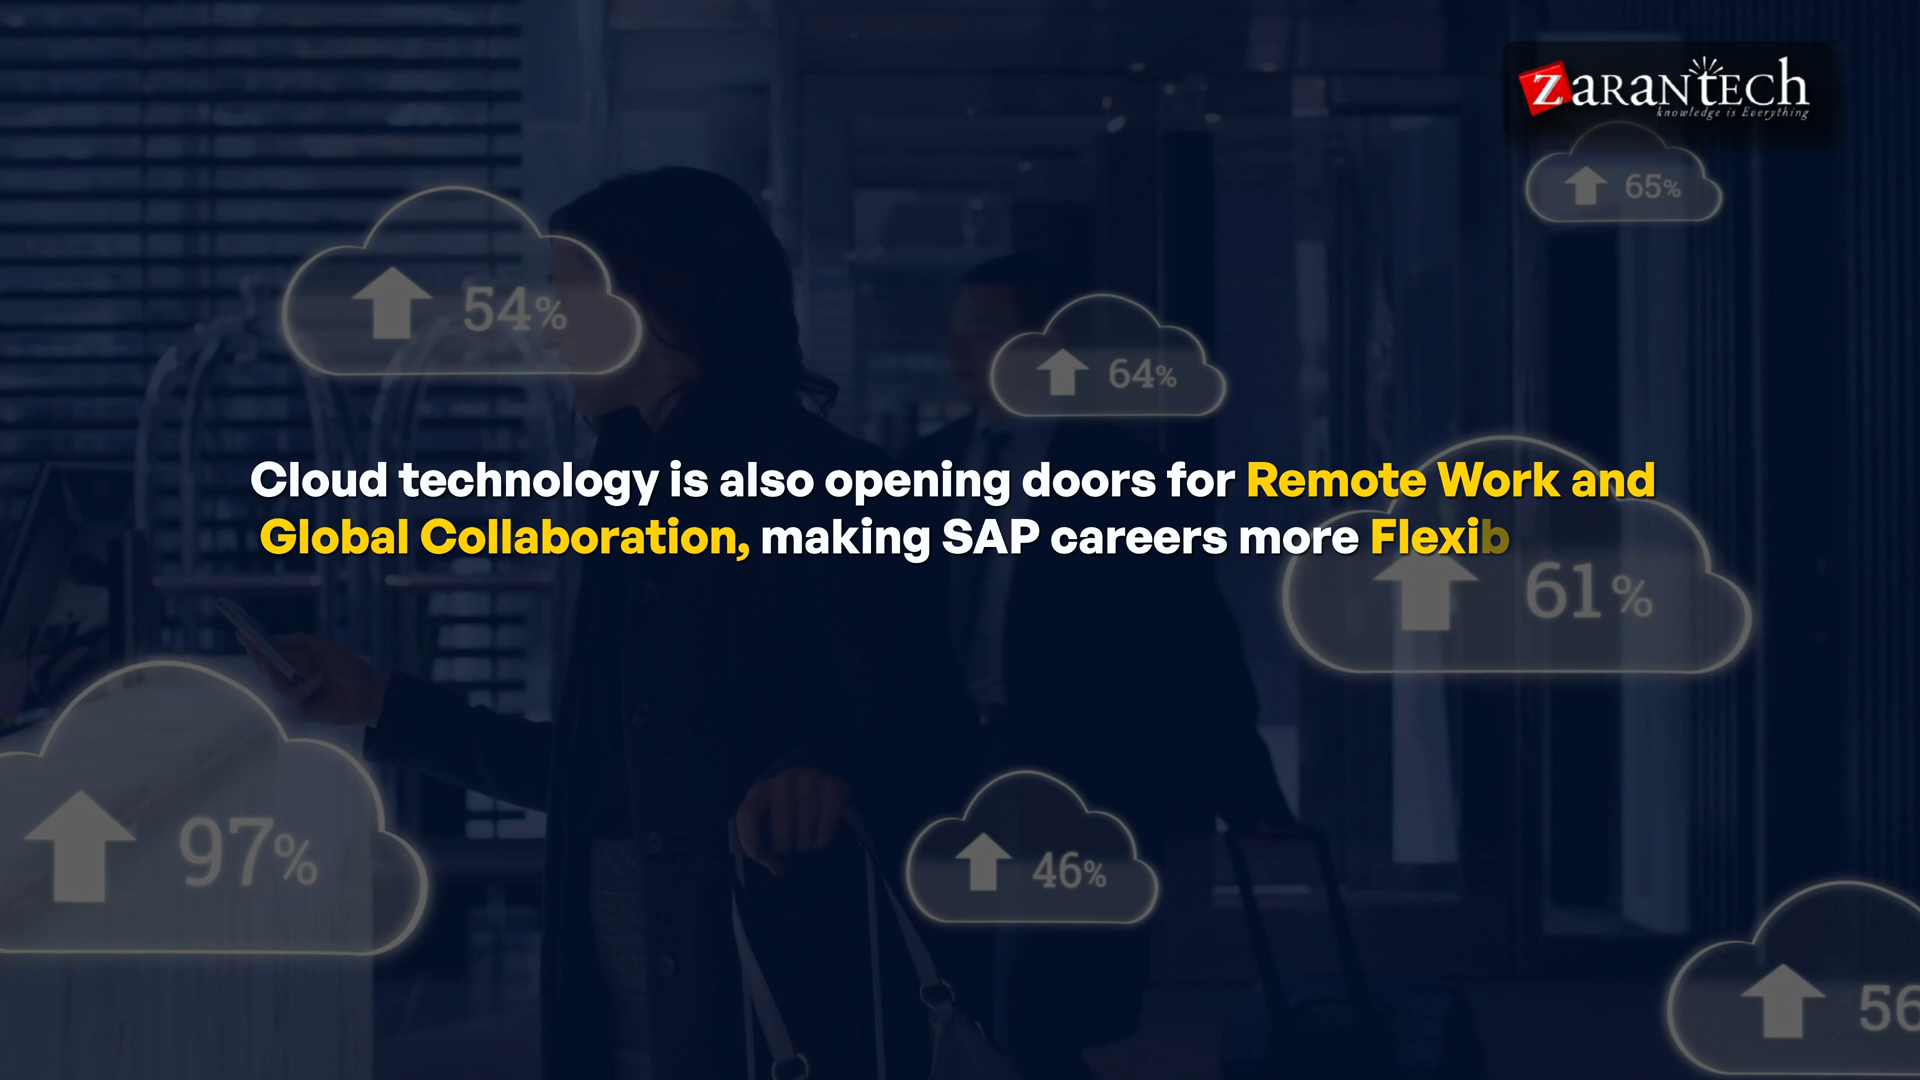 ZaranTech
knowledge is Everything
65%
54%
64%
Cloud technology is also opening doors for Remote Work and
Global Collaboration, making SAP careers more Flexib
61%
97%
46%
56